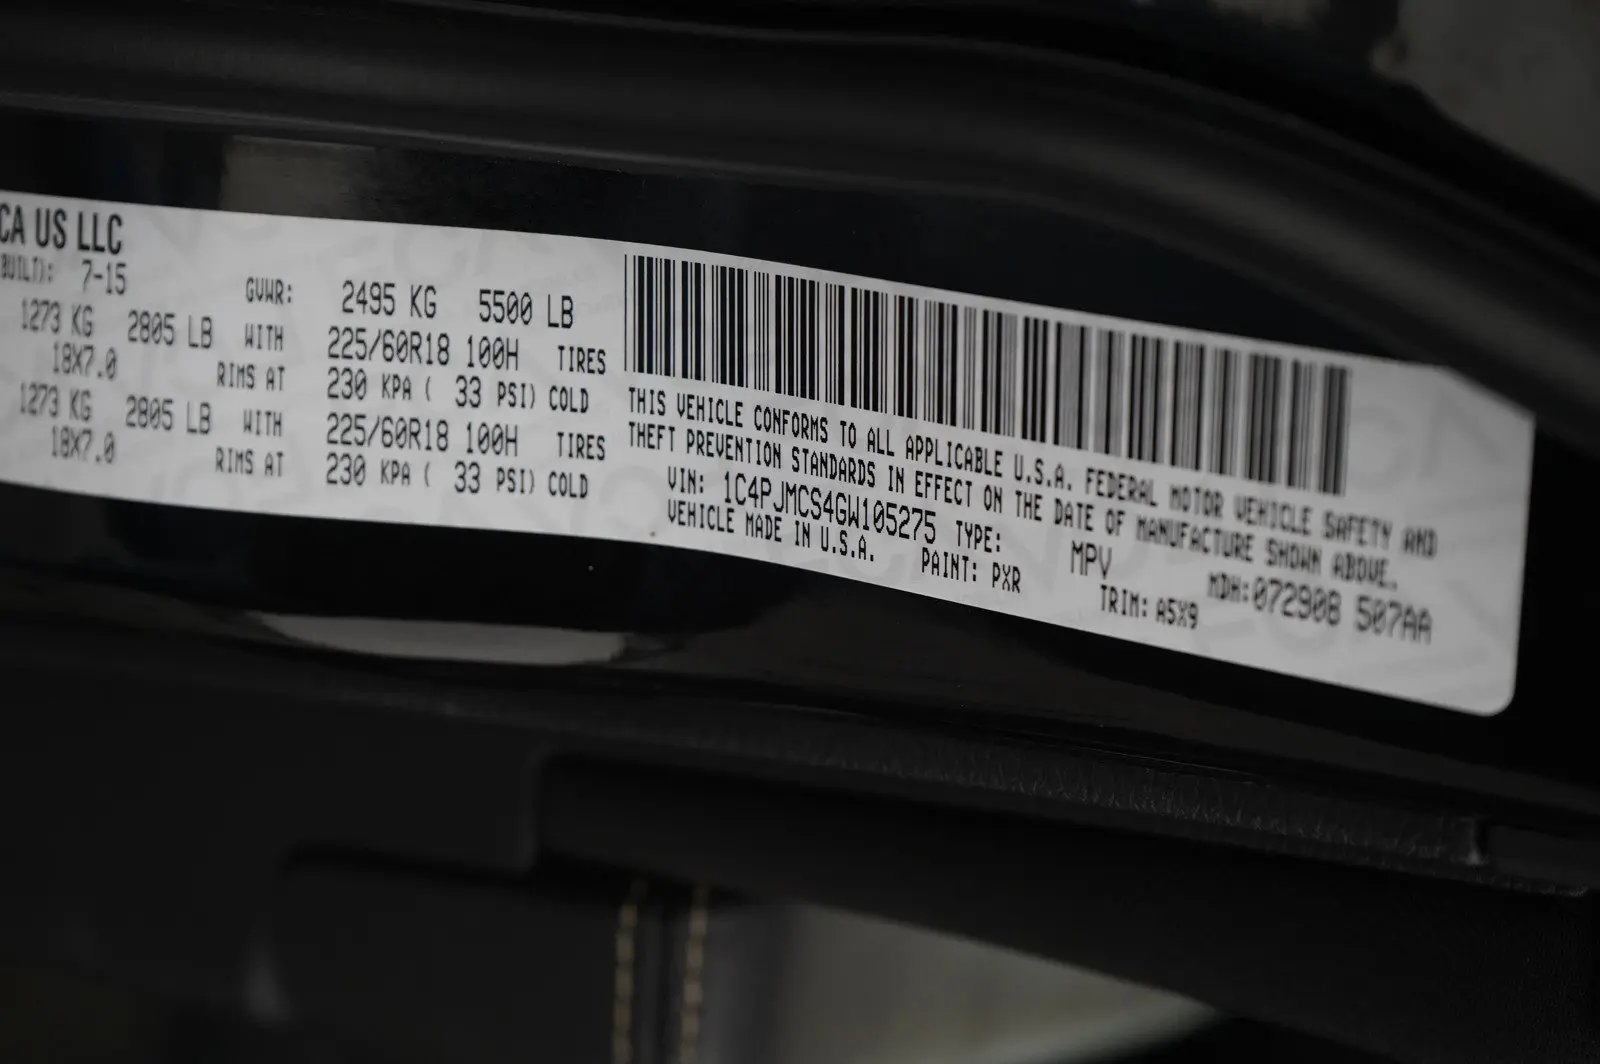 CA US LLC
BUILT): 7-15
GVWR: 2495 KG 5500 LB
1273 KG 2805 LB WITH 225/60R18 100H TIRES
18X7.0 RIMS AT 230 KPA ( 33 PSI) COLD
1273 KG 2805 LB WITH 225/60R18 100H TIRES
18X7.0 RIMS AT 230 KPA ( 33 PSI) COLD
THIS VEHICLE CONFORMS TO ALL APPLICABLE U.S.A. FEDERAL MOTOR VEHICLE SAFETY AND
THEFT PREVENTION STANDARDS IN EFFECT ON THE DATE OF MANUFACTURE SHOWN ABOVE.
VIN: 1C4PJMCS4GW105275 TYPE: MPV MDH:072908 507AA
VEHICLE MADE IN U.S.A. PAINT: PXR TRIM: A5X9